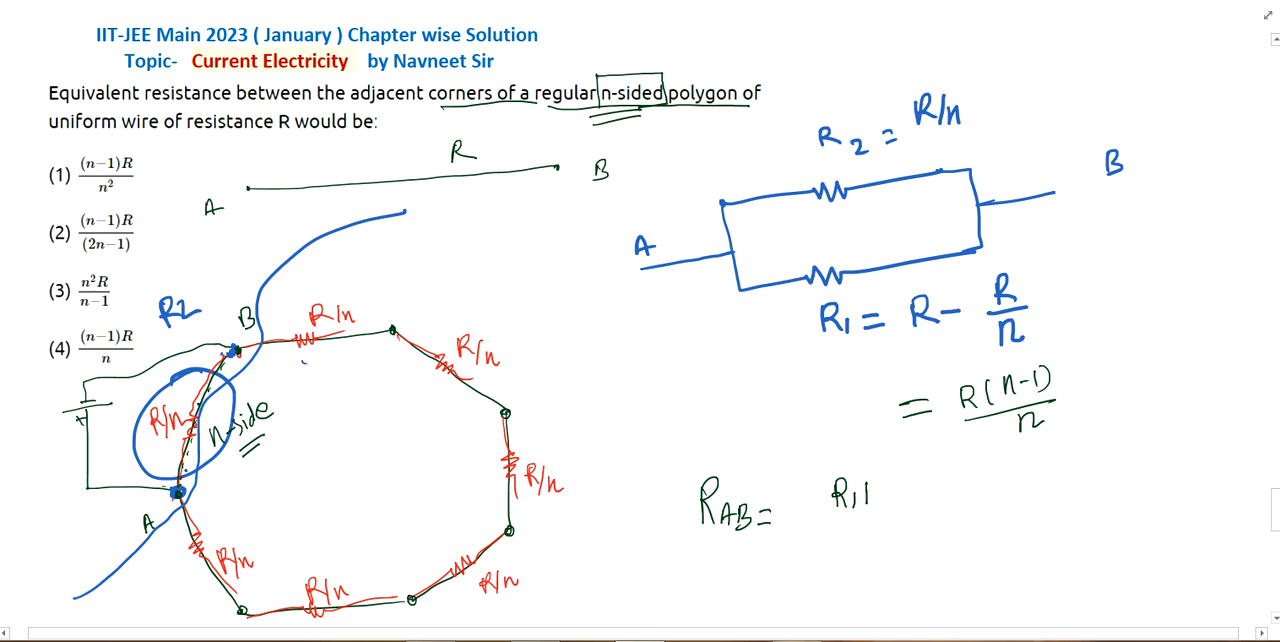 IIT-JEE Main 2023 ( January ) Chapter wise Solution
Topic- Current Electricity by Navneet Sir
Equivalent resistance between the adjacent corners of a regular n-sided polygon of
uniform wire of resistance R would be:
(1) (n−1)R / n²
(2) (n−1)R / (2n−1)
(3) n²R / n−1
(4) (n−1)R / n
R
A
B
R2
B
A
n-side
+
R/n
R/n
R/n
R/n
R/n
R/n
R/n
R2 = R/n
A
B
R1 = R - R/n
= R(n-1)/n
RAB = R1